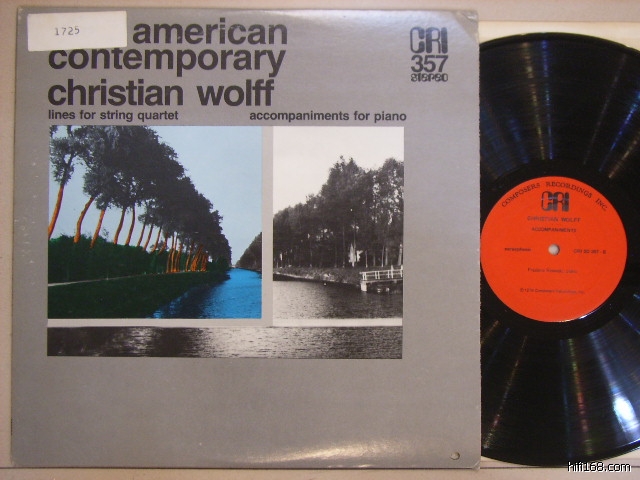 1725
american
contemporary
christian wolff
lines for string quartet
accompaniments for piano
CRI
357
STEREO
COMPOSERS RECORDINGS INC.
CRI
CHRISTIAN WOLFF
ACCOMPANIMENTS
hifi168.com